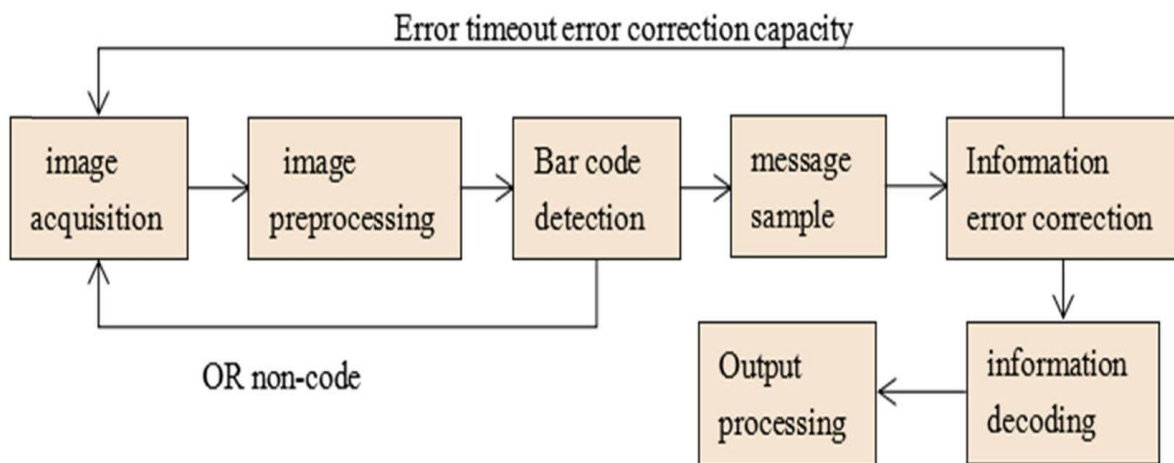 Error timeout error correction capacity
image
acquisition
image
preprocessing
Bar code
detection
message
sample
Information
error correction
OR non-code
Output
processing
information
decoding